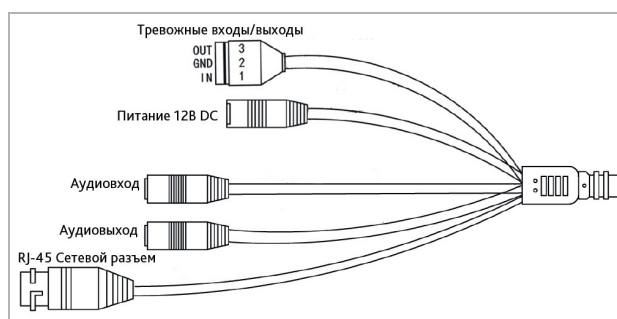 Тревожные входы/выходы
OUT 3
GND 2
IN 1
Питание 12В DC
Аудиовход
Аудиовыход
RJ-45 Сетевой разъем